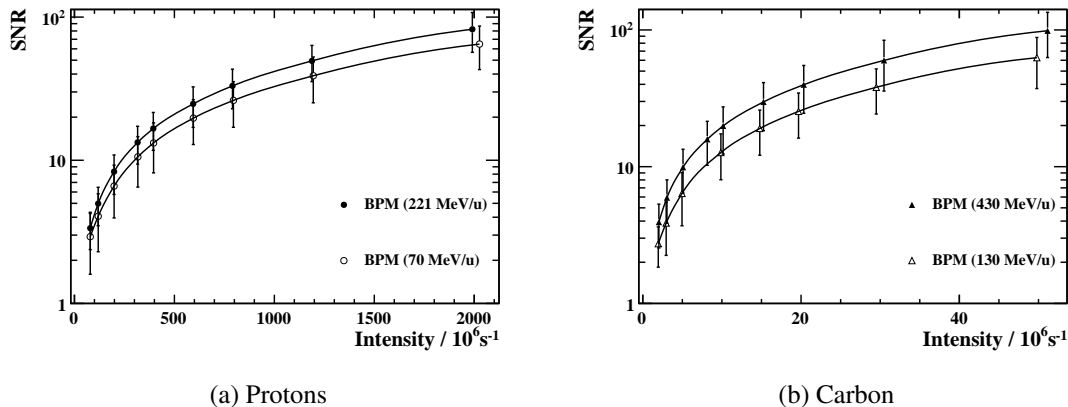 SNR
10²
10
1
BPM (221 MeV/u)
BPM (70 MeV/u)
0 500 1000 1500 2000
Intensity / 10⁶s⁻¹
(a) Protons
SNR
10²
10
1
BPM (430 MeV/u)
BPM (130 MeV/u)
0 20 40
Intensity / 10⁶s⁻¹
(b) Carbon